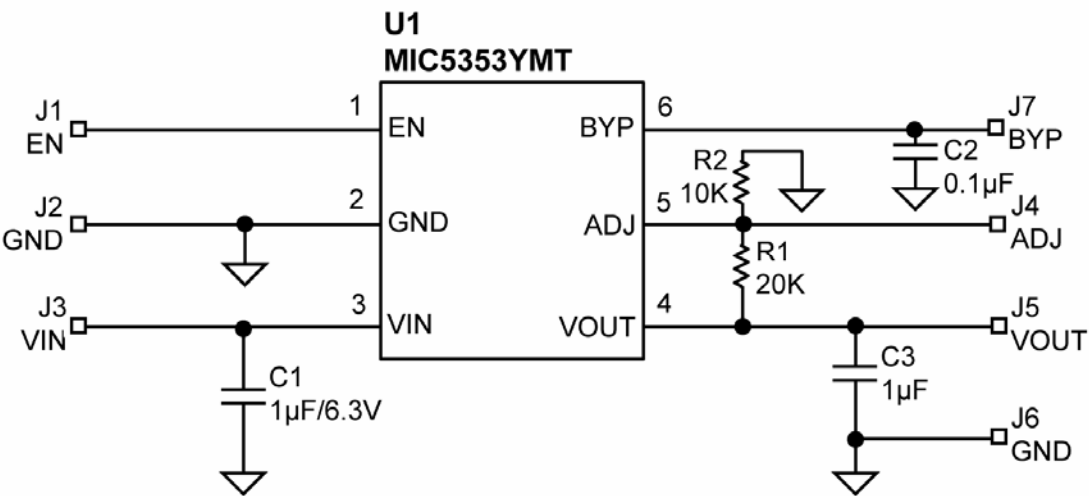 U1
MIC5353YMT
J1
EN
1
EN
BYP
6
J7
BYP
C2
0.1µF
R2
10K
J2
GND
2
GND
ADJ
5
J4
ADJ
R1
20K
J3
VIN
3
VIN
VOUT
4
J5
VOUT
C1
1µF/6.3V
C3
1µF
J6
GND